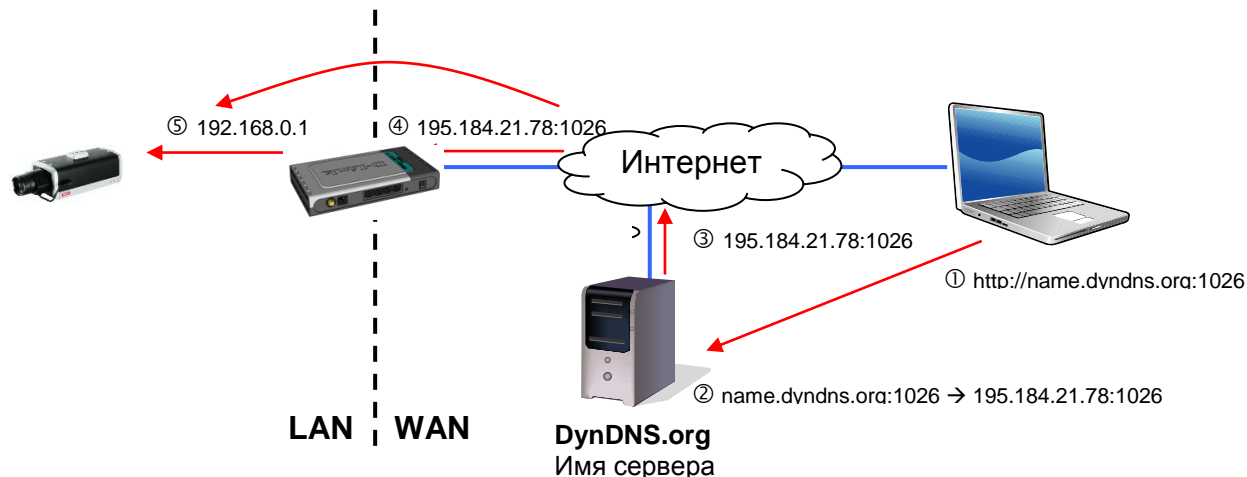 ⑤ 192.168.0.1
④ 195.184.21.78:1026
D-Link
Интернет
③ 195.184.21.78:1026
① http://name.dyndns.org:1026
② name.dyndns.org:1026 → 195.184.21.78:1026
LAN
WAN
DynDNS.org
Имя сервера